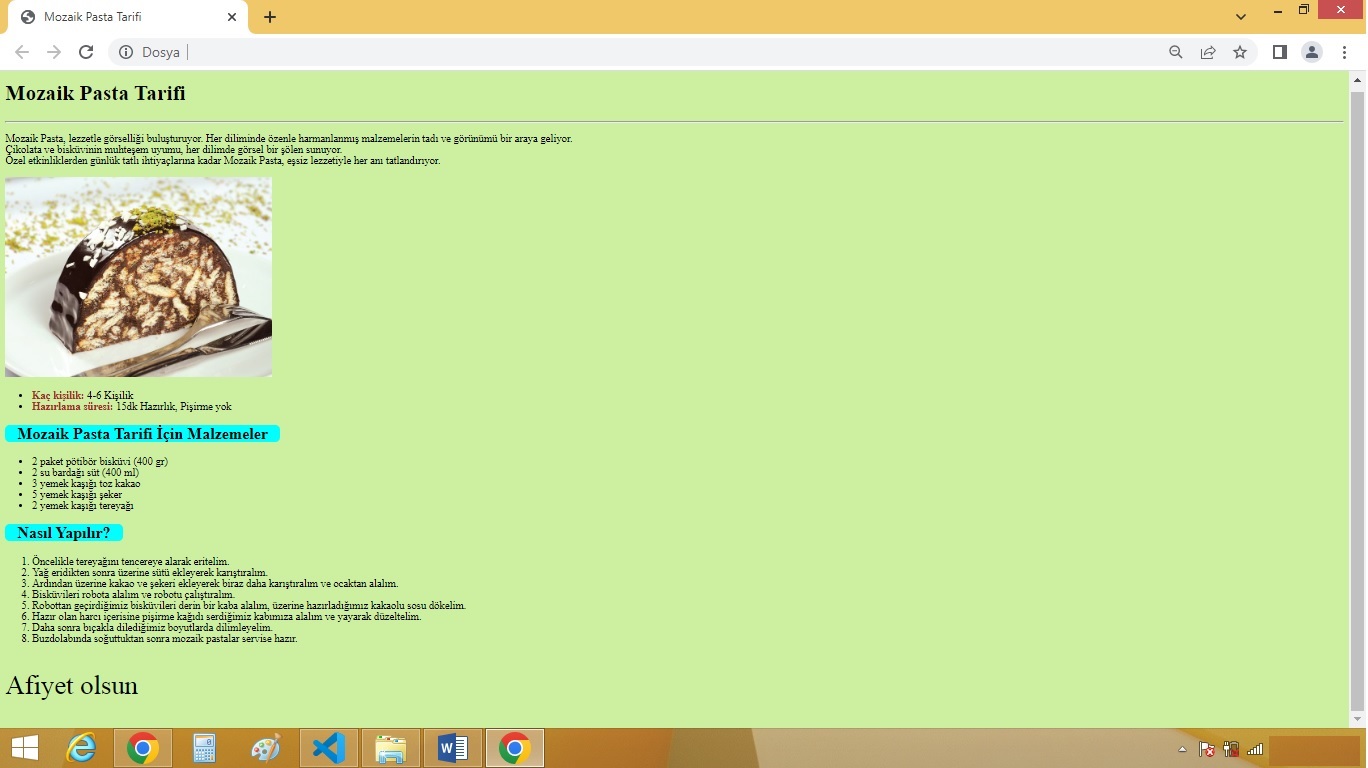 Mozaik Pasta Tarifi
Dosya
Mozaik Pasta Tarifi
Mozaik Pasta, lezzetle görselliği buluşturuyor. Her diliminde özenle harmanlanmış malzemelerin tadı ve görünümü bir araya geliyor.
Çikolata ve bisküvinin muhteşem uyumu, her dilimde görsel bir şölen sunuyor.
Özel etkinliklerden günlük tatlı ihtiyaçlarına kadar Mozaik Pasta, eşsiz lezzetiyle her anı tatlandırıyor.
• Kaç kişilik: 4-6 Kişilik
• Hazırlama süresi: 15dk Hazırlık, Pişirme yok
Mozaik Pasta Tarifi İçin Malzemeler
• 2 paket pötibör bisküvi (400 gr)
• 2 su bardağı süt (400 ml)
• 3 yemek kaşığı toz kakao
• 5 yemek kaşığı şeker
• 2 yemek kaşığı tereyağı
Nasıl Yapılır?
1. Öncelikle tereyağını tencereye alarak eritelim.
2. Yağ eridikten sonra üzerine sütü ekleyerek karıştıralım.
3. Ardından üzerine kakao ve şekeri ekleyerek biraz daha karıştıralım ve ocaktan alalım.
4. Bisküvileri robota alalım ve robotu çalıştıralım.
5. Robottan geçirdiğimiz bisküvileri derin bir kaba alalım, üzerine hazırladığımız kakaolu sosu dökelim.
6. Hazır olan harcı içerisine pişirme kağıdı serdiğimiz kabımıza alalım ve yayarak düzeltelim.
7. Daha sonra bıçakla dilediğimiz boyutlarda dilimleyelim.
8. Buzdolabında soğuttuktan sonra mozaik pastalar servise hazır.
Afiyet olsun